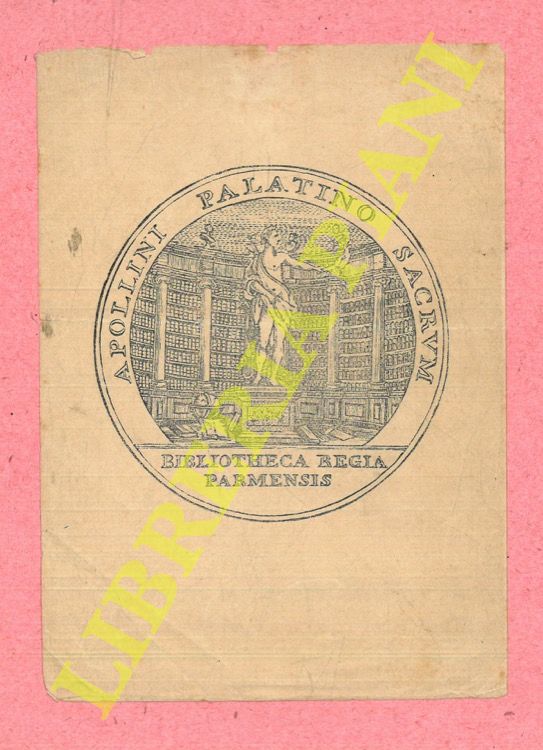 APOLLINI PALATINO SACRVM
BIBLIOTHECA REGIA
PARMENSIS
LIBRERIA PIANI